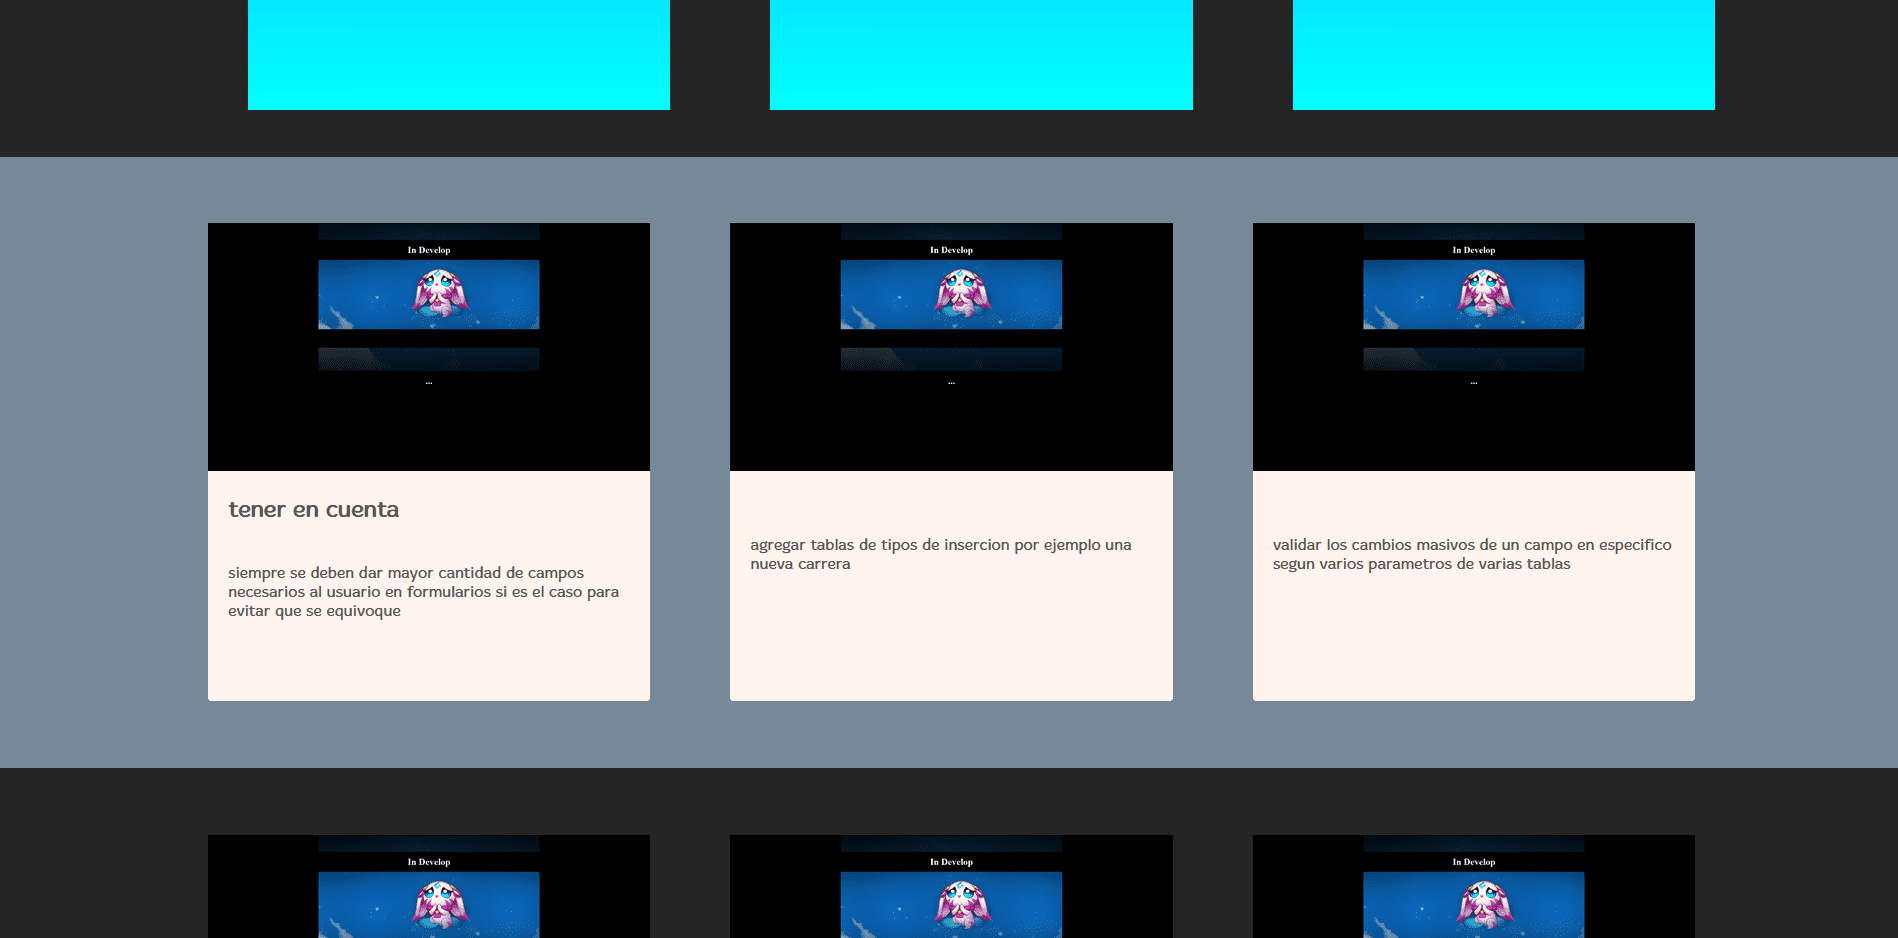 In Develop
...
In Develop
...
In Develop
...
tener en cuenta
siempre se deben dar mayor cantidad de campos
necesarios al usuario en formularios si es el caso para
evitar que se equivoque
agregar tablas de tipos de insercion por ejemplo una
nueva carrera
validar los cambios masivos de un campo en especifico
segun varios parametros de varias tablas
In Develop
In Develop
In Develop